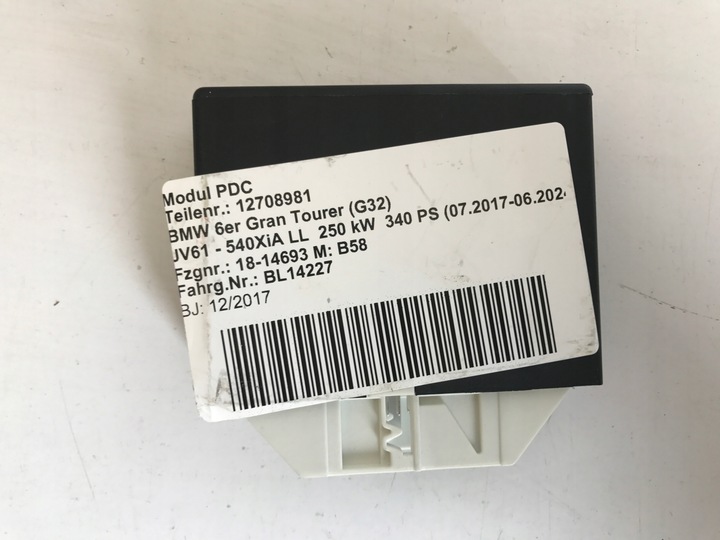 Modul PDC
Teilenr.: 12708981
BMW 6er Gran Tourer (G32)
JV61 - 540XiA LL 250 kW 340 PS (07.2017-06.202
Fzgnr.: 18-14693 M: B58
Fahrg.Nr.: BL14227
BJ: 12/2017